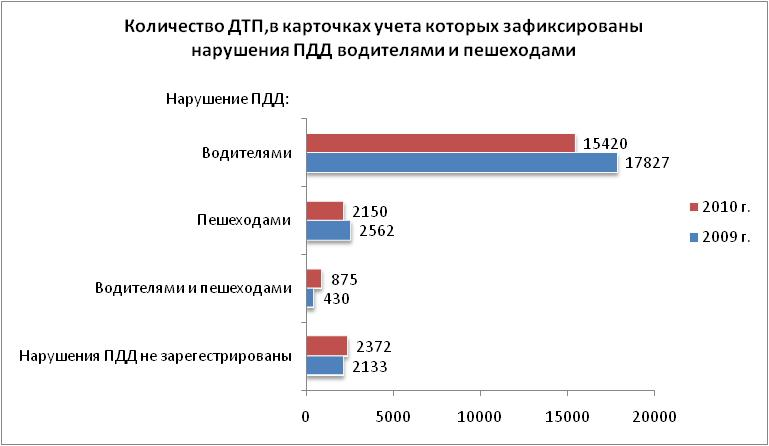 Количество ДТП,в карточках учета которых зафиксированы
нарушения ПДД водителями и пешеходами
Нарушение ПДД:
Водителями
15420
17827
Пешеходами
2150
2562
Водителями и пешеходами
875
430
Нарушения ПДД не зарегестрированы
2372
2133
0 5000 10000 15000 20000
2010 г.
2009 г.